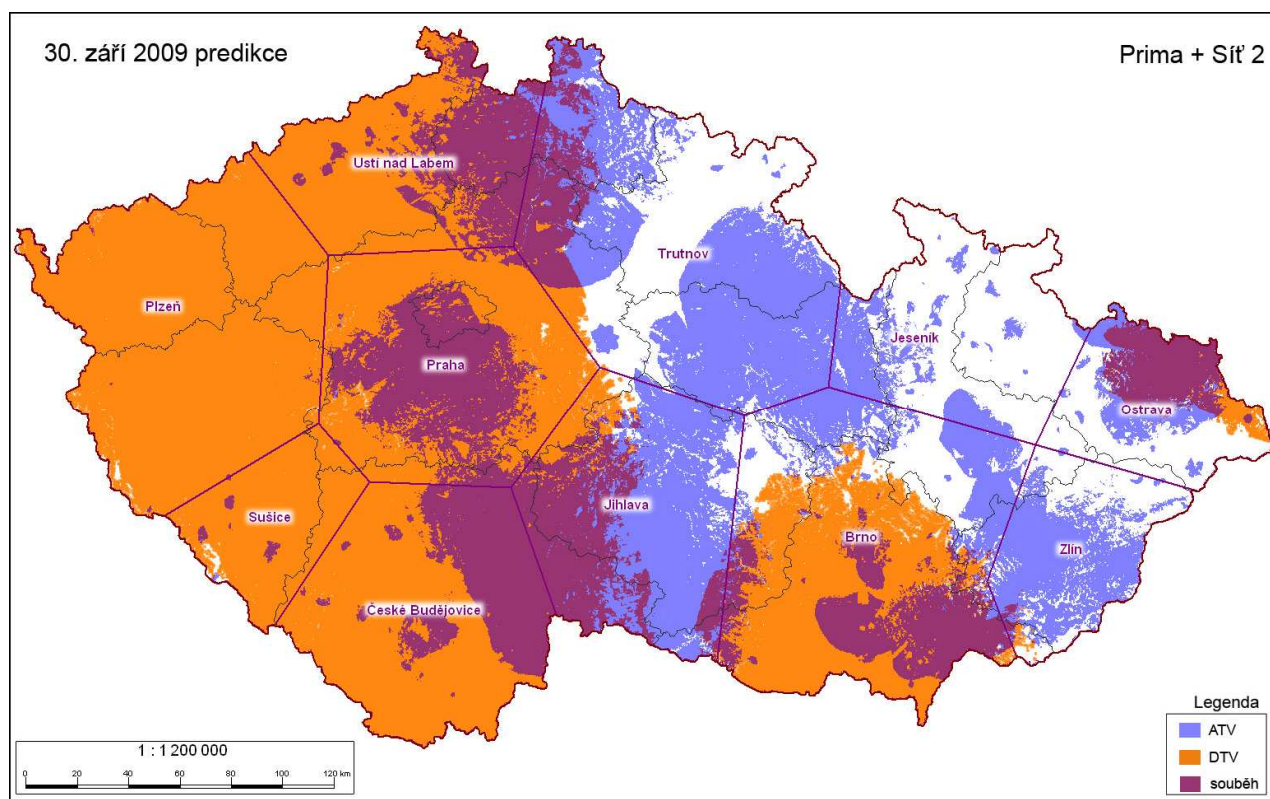 30. září 2009 predikce
Prima + Síť 2
Ustí nad Labem
Trutnov
Plzeň
Jeseník
Praha
Ostrava
Sušice
Jihlava
Brno
Zlín
České Budějovice
Legenda
ATV
DTV
souběh
1 : 1 200 000
0 20 40 60 80 100 120 km